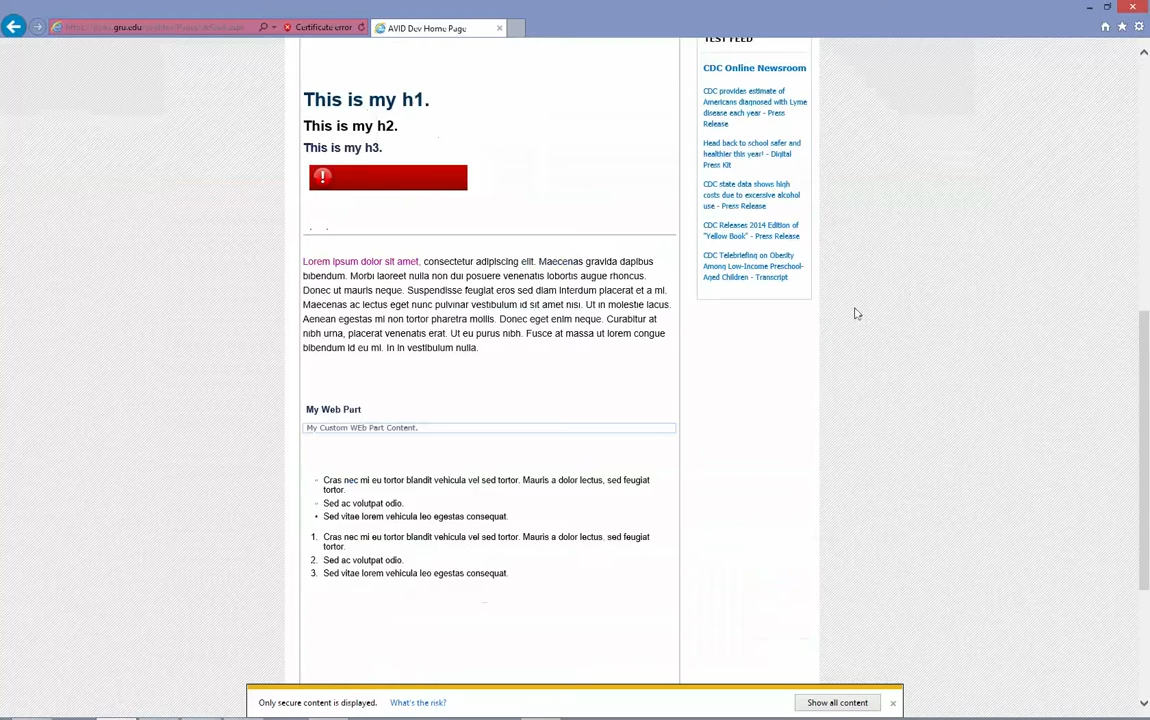 gru.edu
Certificate error
AVID Dev Home Page
TEST FEED
CDC Online Newsroom
CDC provides estimate of
Americans diagnosed with Lyme
disease each year - Press
Release
Head back to school safer and
healthier this year! - Digital
Press Kit
CDC state data shows high
costs due to excessive alcohol
use - Press Release
CDC Releases 2014 Edition of
"Yellow Book" - Press Release
CDC Telebriefing on Obesity
Among Low-Income Preschool-
Aged Children - Transcript
This is my h1.
This is my h2.
This is my h3.
Lorem ipsum dolor sit amet, consectetur adipiscing elit. Maecenas gravida dapibus
bibendum. Morbi laoreet nulla non dui posuere venenatis lobortis augue rhoncus.
Donec ut mauris neque. Suspendisse feugiat eros sed diam interdum placerat et a mi.
Maecenas ac lectus eget nunc pulvinar vestibulum id sit amet nisi. Ut in molestie lacus.
Aenean egestas mi non tortor pharetra mollis. Donec eget enim neque. Curabitur at
nibh urna, placerat venenatis erat. Ut eu purus nibh. Fusce at massa ut lorem congue
bibendum id eu mi. In in vestibulum nulla.
My Web Part
My Custom WEb Part Content.
Cras nec mi eu tortor blandit vehicula vel sed tortor. Mauris a dolor lectus, sed feugiat
tortor.
Sed ac volutpat odio.
• Sed vitae lorem vehicula leo egestas consequat.
1. Cras nec mi eu tortor blandit vehicula vel sed tortor. Mauris a dolor lectus, sed feugiat
tortor.
2. Sed ac volutpat odio.
3. Sed vitae lorem vehicula leo egestas consequat.
Only secure content is displayed. What's the risk? Show all content